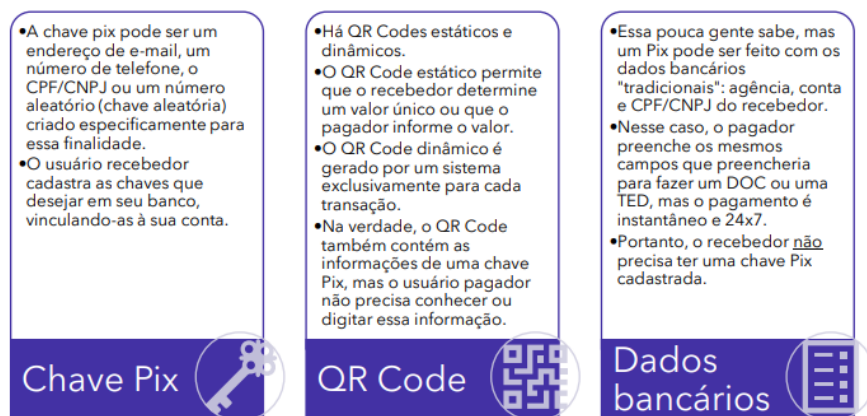 •A chave pix pode ser um
endereço de e-mail, um
número de telefone, o
CPF/CNPJ ou um número
aleatório (chave aleatória)
criado especificamente para
essa finalidade.
•O usuário recebedor
cadastra as chaves que
desejar em seu banco,
vinculando-as à sua conta.
Chave Pix
•Há QR Codes estáticos e
dinâmicos.
•O QR Code estático permite
que o recebedor determine
um valor único ou que o
pagador informe o valor.
•O QR Code dinâmico é
gerado por um sistema
exclusivamente para cada
transação.
•Na verdade, o QR Code
também contém as
informações de uma chave
Pix, mas o usuário pagador
não precisa conhecer ou
digitar essa informação.
QR Code
•Essa pouca gente sabe, mas
um Pix pode ser feito com os
dados bancários
"tradicionais": agência, conta
e CPF/CNPJ do recebedor.
•Nesse caso, o pagador
preenche os mesmos
campos que preencheria
para fazer um DOC ou uma
TED, mas o pagamento é
instantâneo e 24x7.
•Portanto, o recebedor não
precisa ter uma chave Pix
cadastrada.
Dados
bancários